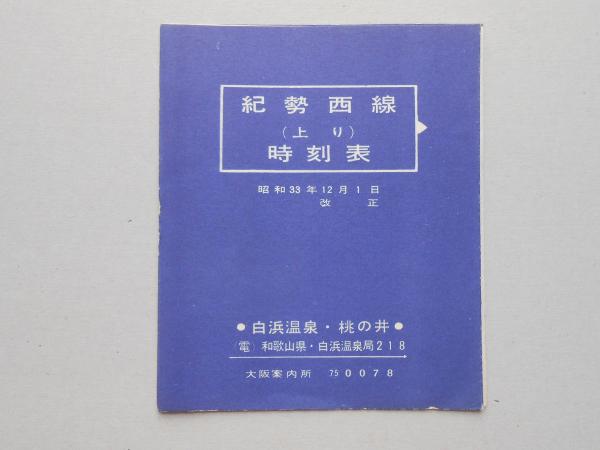 紀勢西線
(上り)
時刻表
昭和33年12月1日
改正
●白浜温泉・桃の井●
(電) 和歌山県・白浜温泉局218
大阪案内所 75 0078